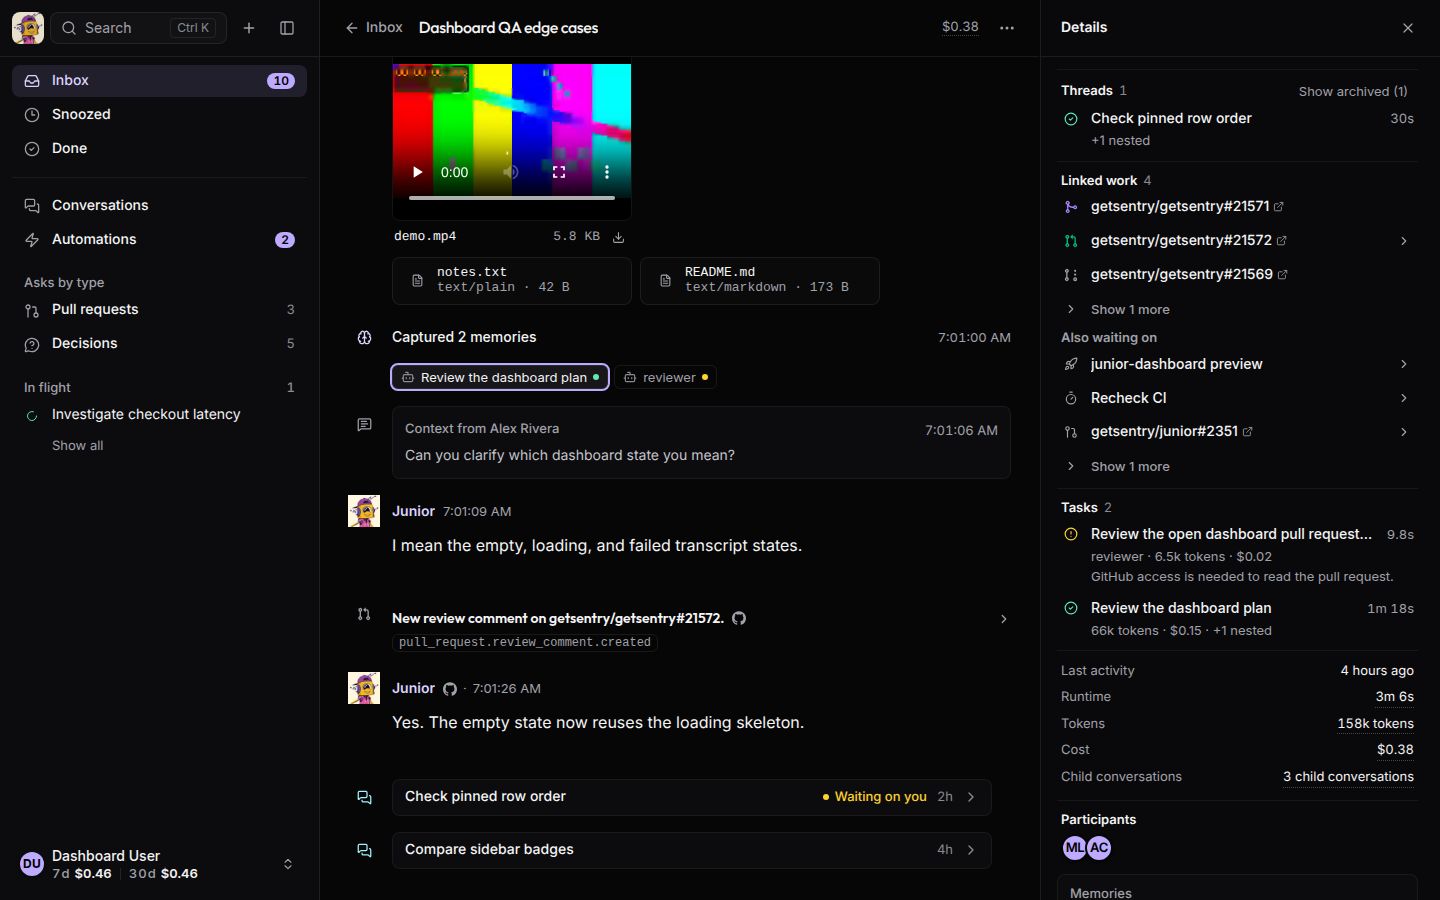 Search
Ctrl K
Inbox
10
Snoozed
Done
Conversations
Automations
2
Asks by type
Pull requests
3
Decisions
5
In flight
1
Investigate checkout latency
Show all
DU
Dashboard User
7d $0.46
30d $0.46
Inbox
Dashboard QA edge cases
$0.38
0:00
demo.mp4
5.8 KB
notes.txt
text/plain · 42 B
README.md
text/markdown · 173 B
Captured 2 memories
7:01:00 AM
Review the dashboard plan
reviewer
Context from Alex Rivera
7:01:06 AM
Can you clarify which dashboard state you mean?
Junior 7:01:09 AM
I mean the empty, loading, and failed transcript states.
New review comment on getsentry/getsentry#21572.
pull_request.review_comment.created
Junior · 7:01:26 AM
Yes. The empty state now reuses the loading skeleton.
Check pinned row order
Waiting on you 2h
Compare sidebar badges
4h
Details
Threads 1
Show archived (1)
Check pinned row order
30s
+1 nested
Linked work 4
getsentry/getsentry#21571
getsentry/getsentry#21572
getsentry/getsentry#21569
Show 1 more
Also waiting on
junior-dashboard preview
Recheck CI
getsentry/junior#2351
Show 1 more
Tasks 2
Review the open dashboard pull request...
9.8s
reviewer · 6.5k tokens · $0.02
GitHub access is needed to read the pull request.
Review the dashboard plan
1m 18s
66k tokens · $0.15 · +1 nested
Last activity
4 hours ago
Runtime
3m 6s
Tokens
158k tokens
Cost
$0.38
Child conversations
3 child conversations
Participants
ML
AC
Memories